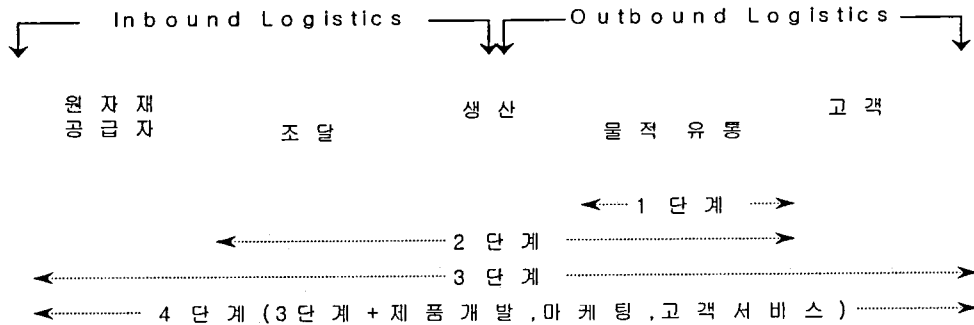 Inbound Logistics Outbound Logistics
원자재 생산 고객
공급자 조달 물적 유통
1 단계
2 단계
3 단계
4 단계(3단계+제품개발,마케팅,고객서비스)